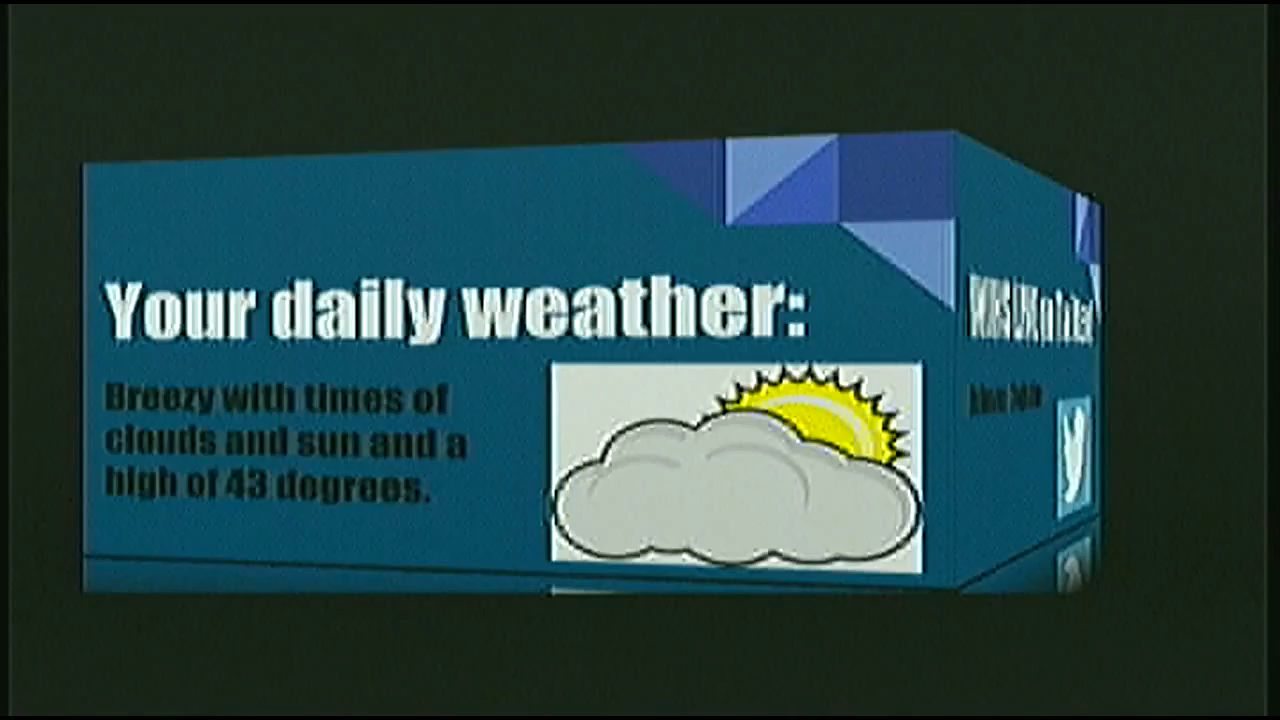 Your daily weather:
Breezy with times of
clouds and sun and a
high of 43 degrees.